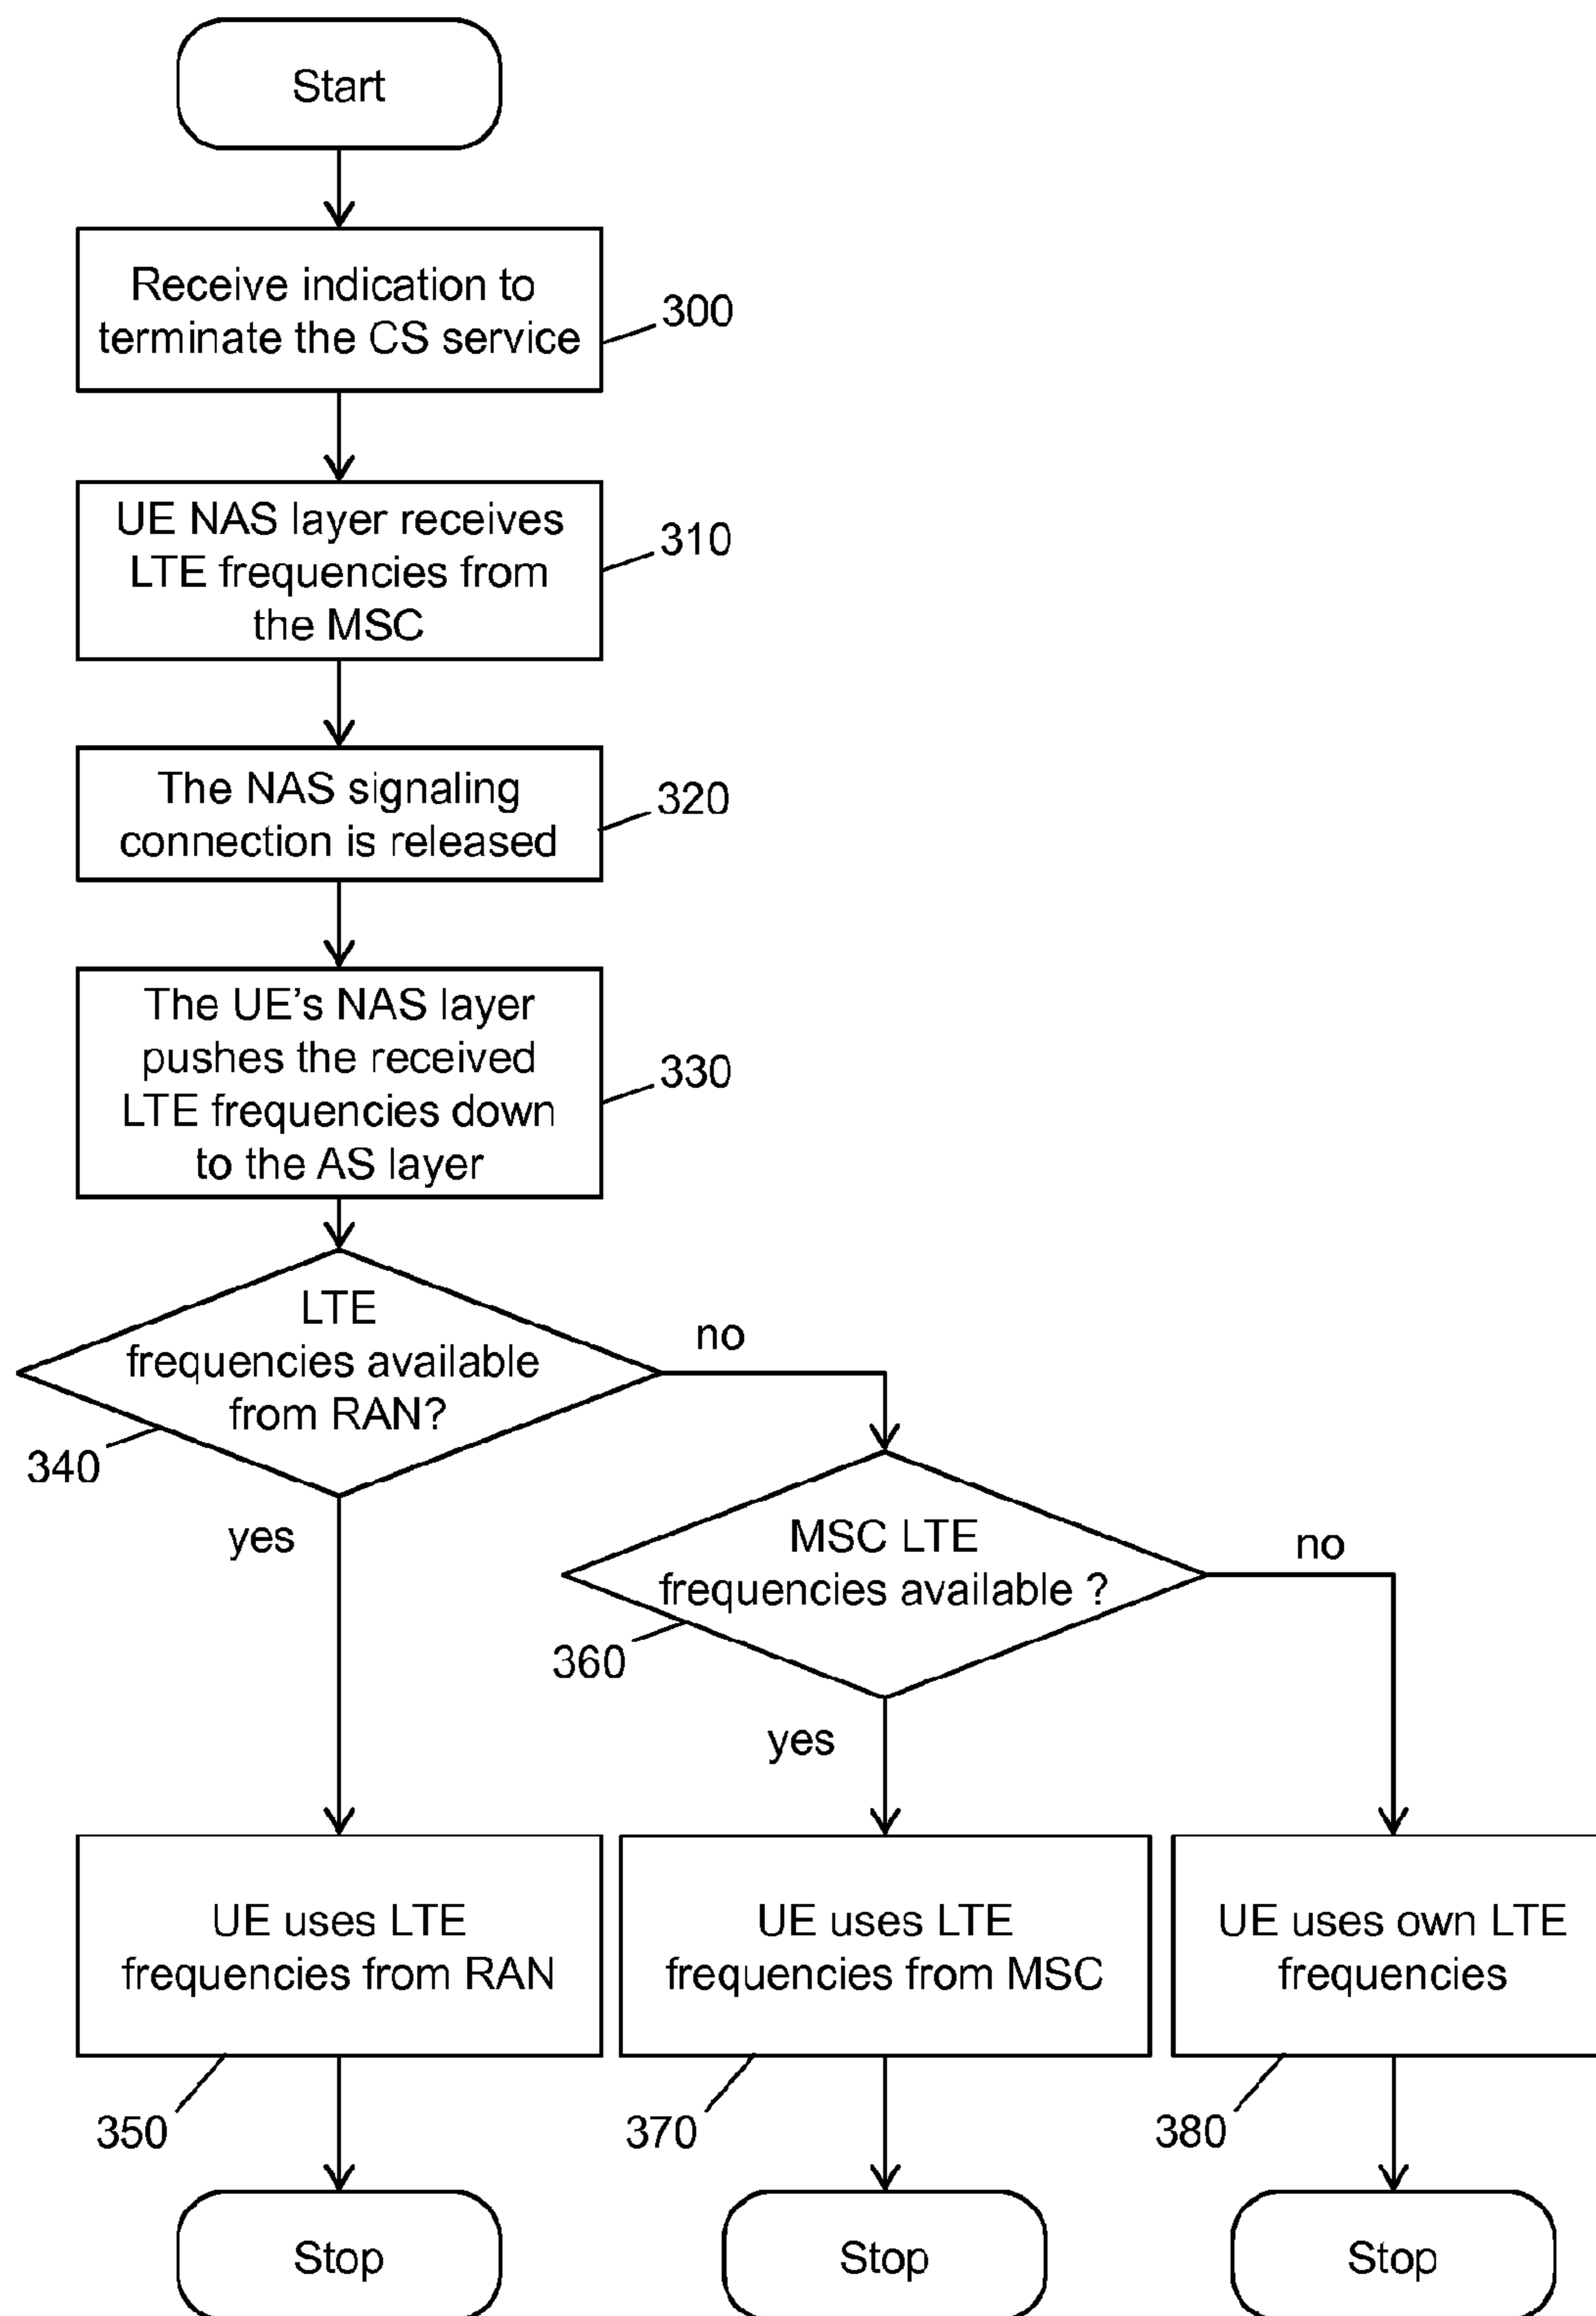 Start
Receive indication to
terminate the CS service
300
UE NAS layer receives
LTE frequencies from
the MSC
310
The NAS signaling
connection is released
320
The UE's NAS layer
pushes the received
LTE frequencies down
to the AS layer
330
LTE
frequencies available
from RAN?
no
340
yes
MSC LTE
frequencies available ?
no
360
yes
UE uses LTE
frequencies from RAN
UE uses LTE
frequencies from MSC
UE uses own LTE
frequencies
350
370
380
Stop
Stop
Stop